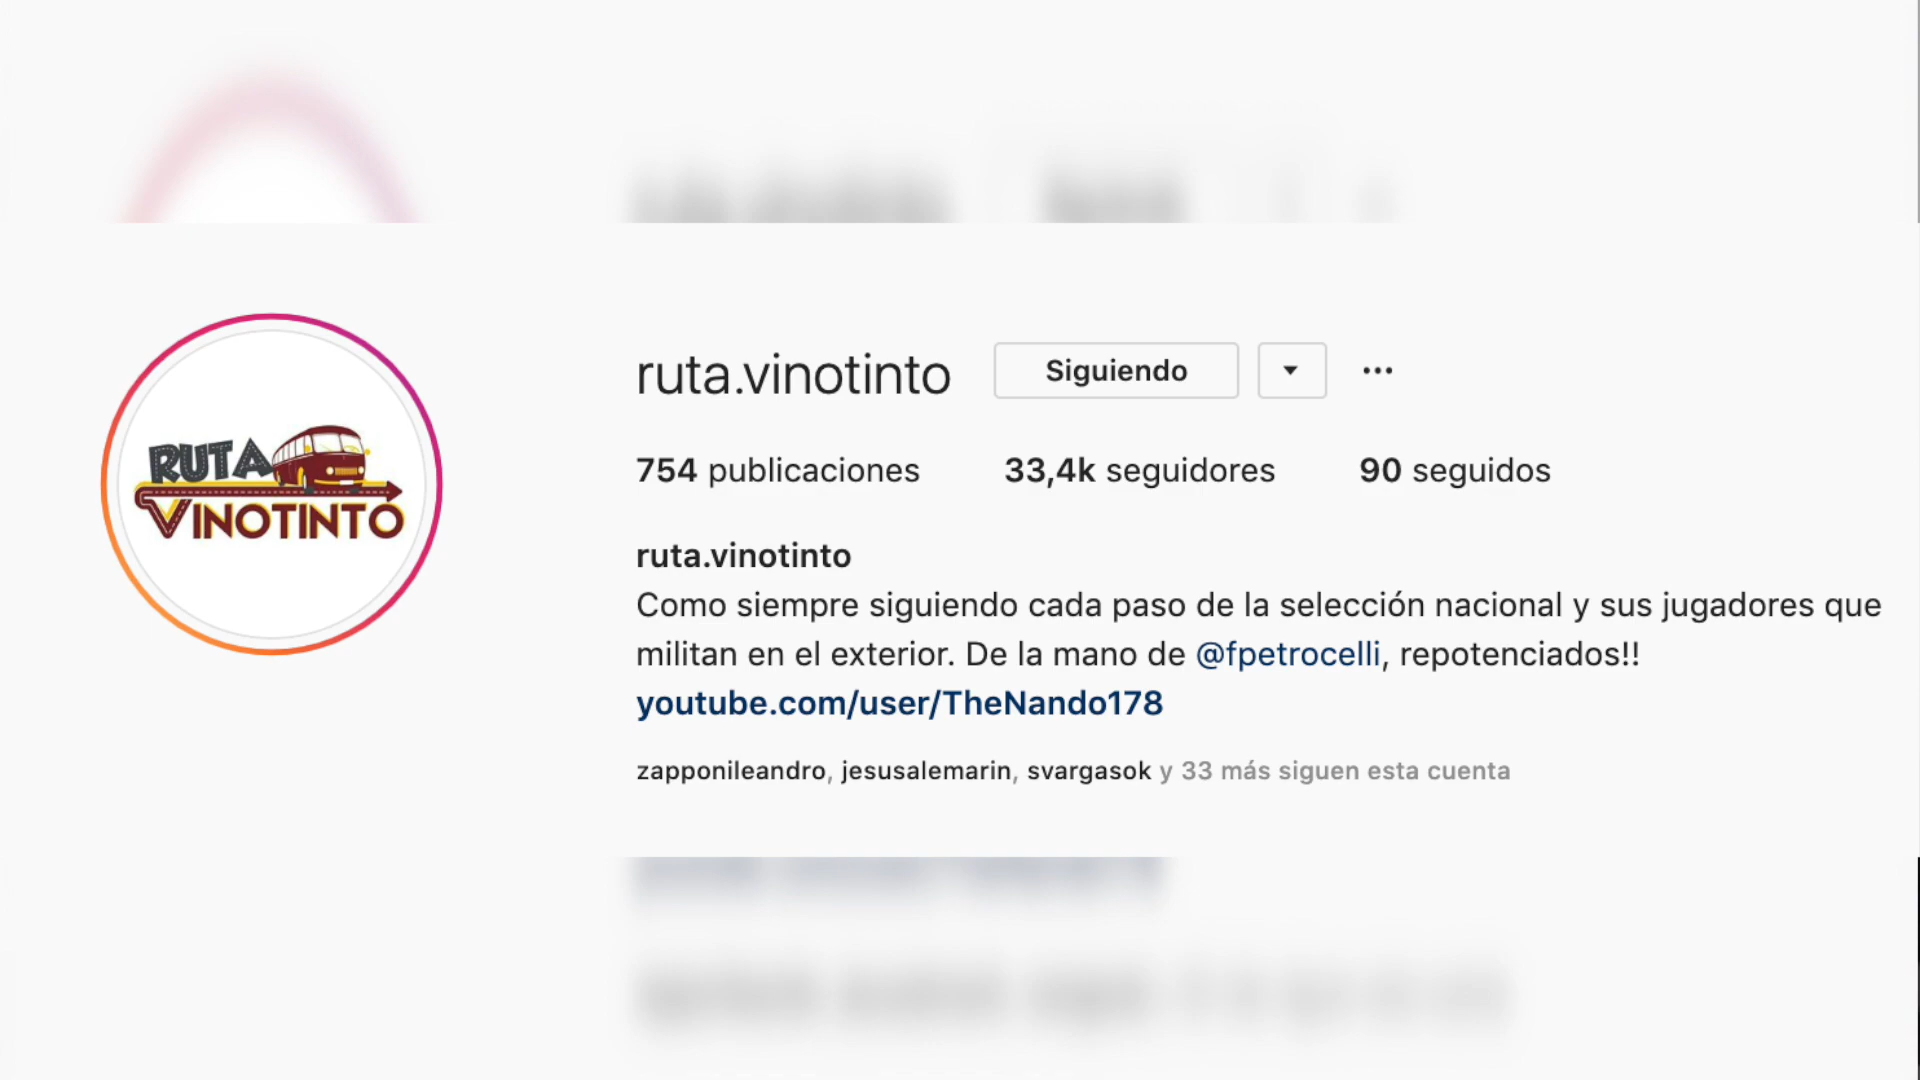 RUTA
VINOTINTO
ruta.vinotinto Siguiendo
754 publicaciones 33,4k seguidores 90 seguidos
ruta.vinotinto
Como siempre siguiendo cada paso de la selección nacional y sus jugadores que
militan en el exterior. De la mano de @fpetrocelli, repotenciados!!
youtube.com/user/TheNando178
zapponileandro, jesusalemarin, svargasok y 33 más siguen esta cuenta